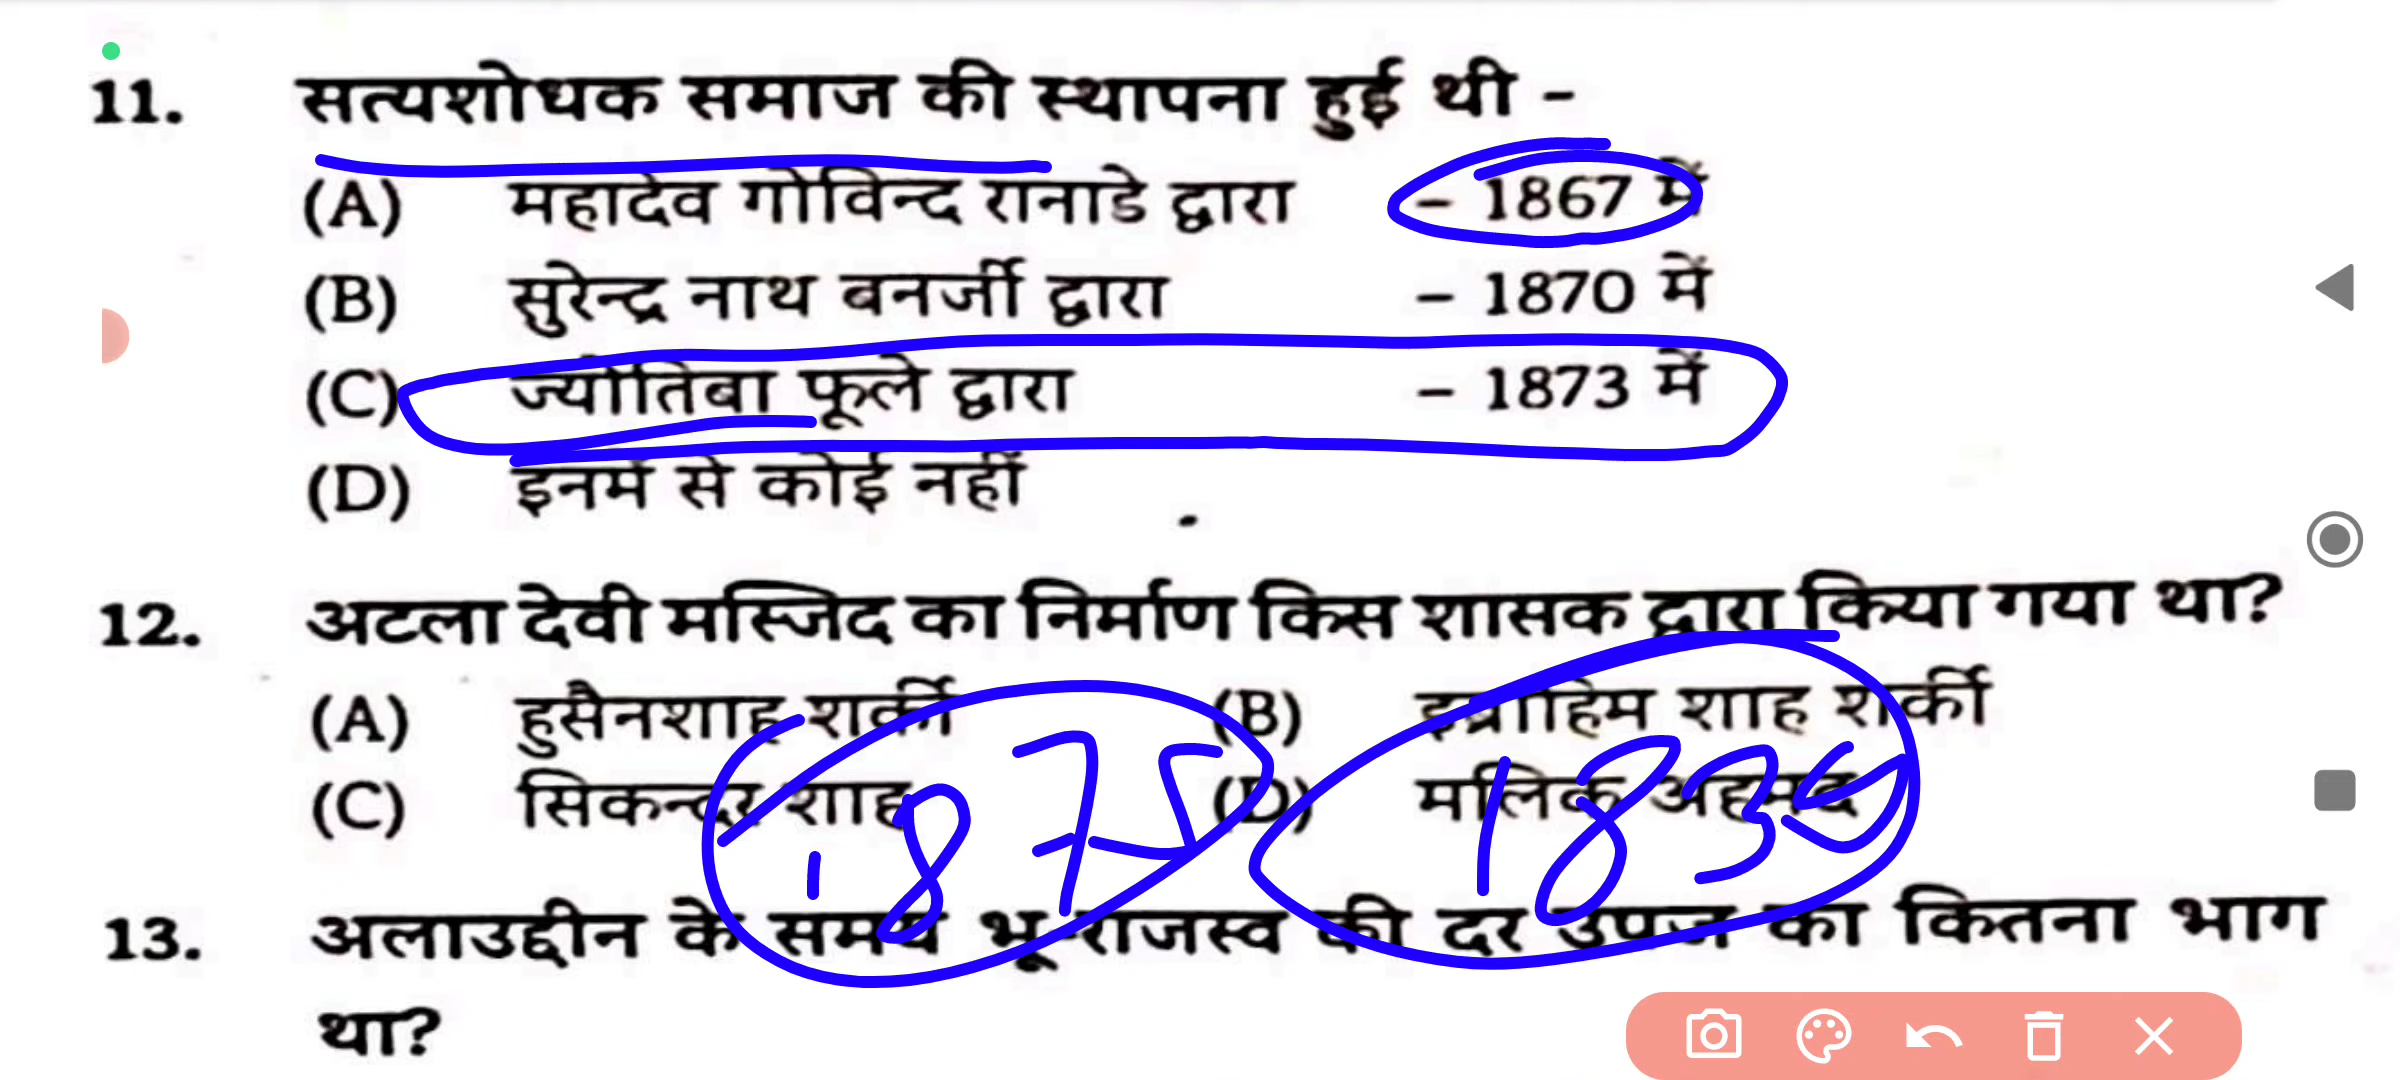 11. सत्यशोधक समाज की स्थापना हुई थी -
(A) महादेव गोविन्द रानाडे द्वारा - 1867 में
(B) सुरेन्द्र नाथ बनर्जी द्वारा - 1870 में
(C) ज्योतिबा फूले द्वारा - 1873 में
(D) इनमें से कोई नहीं
12. अटला देवी मस्जिद का निर्माण किस शासक द्वारा किया गया था?
(A) हुसैनशाह शर्की (B) इब्राहिम शाह शर्की
(C) सिकन्दर शाह (D) मलिक अहमद
1875
13. अलाउद्दीन के समय भू-राजस्व की दर उपज का कितना भाग
था?